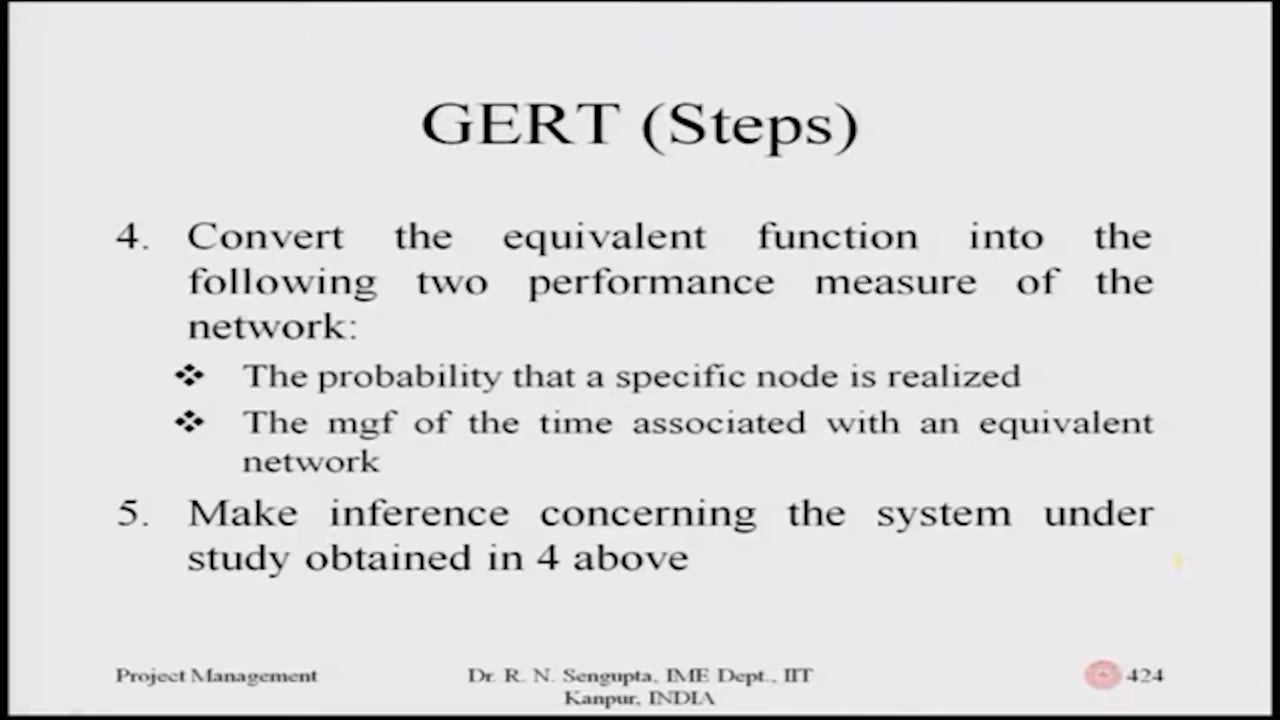 GERT (Steps)
4. Convert the equivalent function into the
following two performance measure of the
network:
❖ The probability that a specific node is realized
❖ The mgf of the time associated with an equivalent
network
5. Make inference concerning the system under
study obtained in 4 above
Project Management
Dr. R. N. Sengupta, IME Dept., IIT
Kanpur, INDIA
424